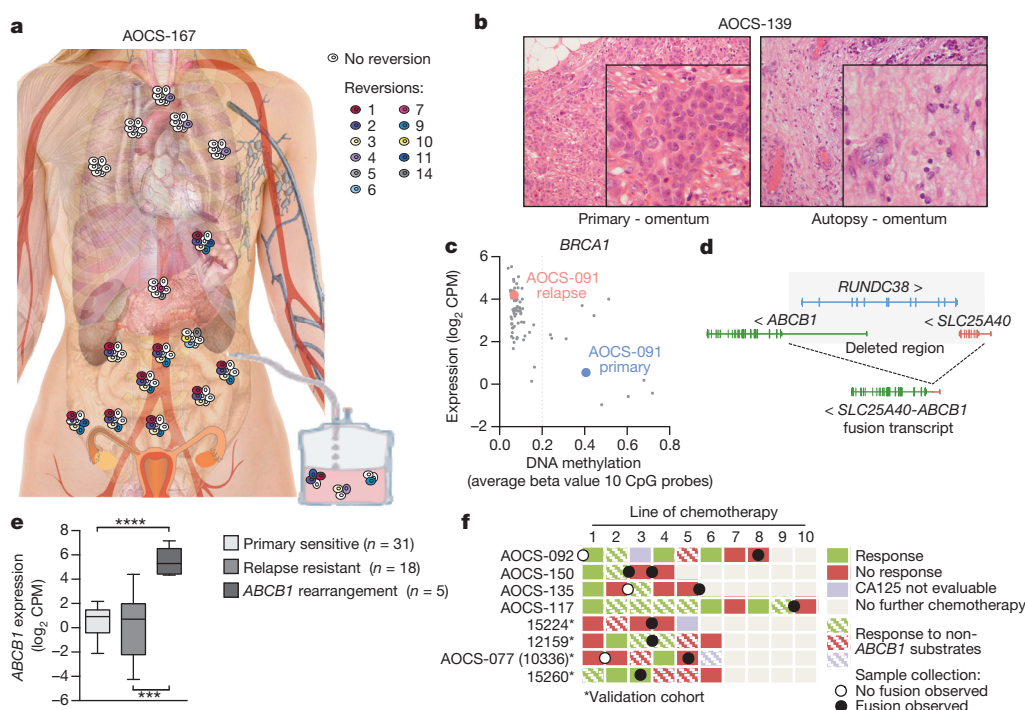 a
AOCS-167
No reversion
Reversions:
1
2
3
4
5
6
7
9
10
11
14
b
AOCS-139
Primary - omentum
Autopsy - omentum
c
BRCA1
Expression (log2 CPM)
6
4
2
0
−2
AOCS-091
relapse
AOCS-091
primary
0
0.2
0.4
0.6
0.8
DNA methylation
(average beta value 10 CpG probes)
d
RUNDC38 >
< ABCB1
< SLC25A40
Deleted region
< SLC25A40-ABCB1
fusion transcript
e
ABCB1 expression
(log2 CPM)
8
6
4
2
0
−2
−4
−6
****
***
Primary sensitive (n = 31)
Relapse resistant (n = 18)
ABCB1 rearrangement (n = 5)
f
Line of chemotherapy
1 2 3 4 5 6 7 8 9 10
AOCS-092
AOCS-150
AOCS-135
AOCS-117
15224*
12159*
AOCS-077 (10336)*
15260*
*Validation cohort
Response
No response
CA125 not evaluable
No further chemotherapy
Response to non-
ABCB1 substrates
Sample collection:
No fusion observed
Fusion observed